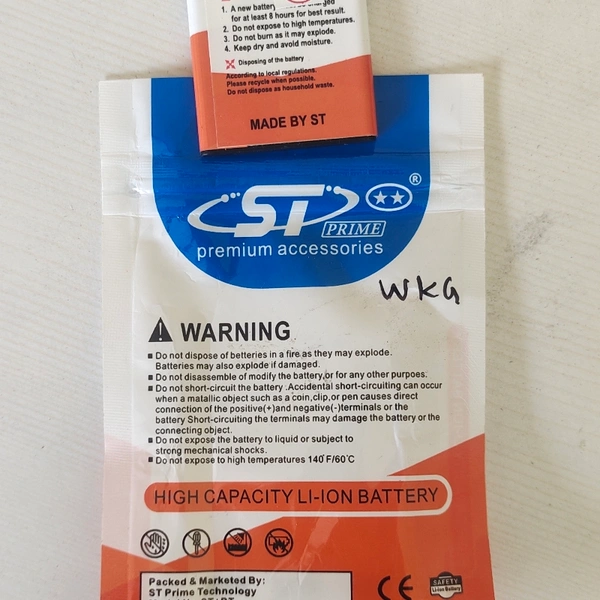 1. A new battery
for at least 8 hours for best result.
2. Do not expose to high temperatures.
3. Do not burn as it may explode.
4. Keep dry and avoid moisture.
Disposing of the battery
According to local regulations.
Please recycle when possible.
Do not dispose as household waste.
MADE BY ST
ST ®
PRIME
premium accessories
WKG
WARNING
Do not dispose of betteries in a fire as they may explode.
Batteries may also explode if damaged.
Do not disassemble of modify the battery,or for any other purpoes.
Do not short-circuit the battery .Accidental short-circuiting can occur
when a matallic object such as a coin,clip,or pen causes direct
connection of the positive(+)and negative(-)terminals or the
battery Short-circuiting the terminals may damage the battery or the
connecting object.
Do not expose the battery to liquid or subject to
strong mechanical shocks.
Do not expose to high temperatures 140°F/60°C
HIGH CAPACITY LI-ION BATTERY
Packed & Marketed By:
ST Prime Technology
CE
SAFETY
Li-ion Battery